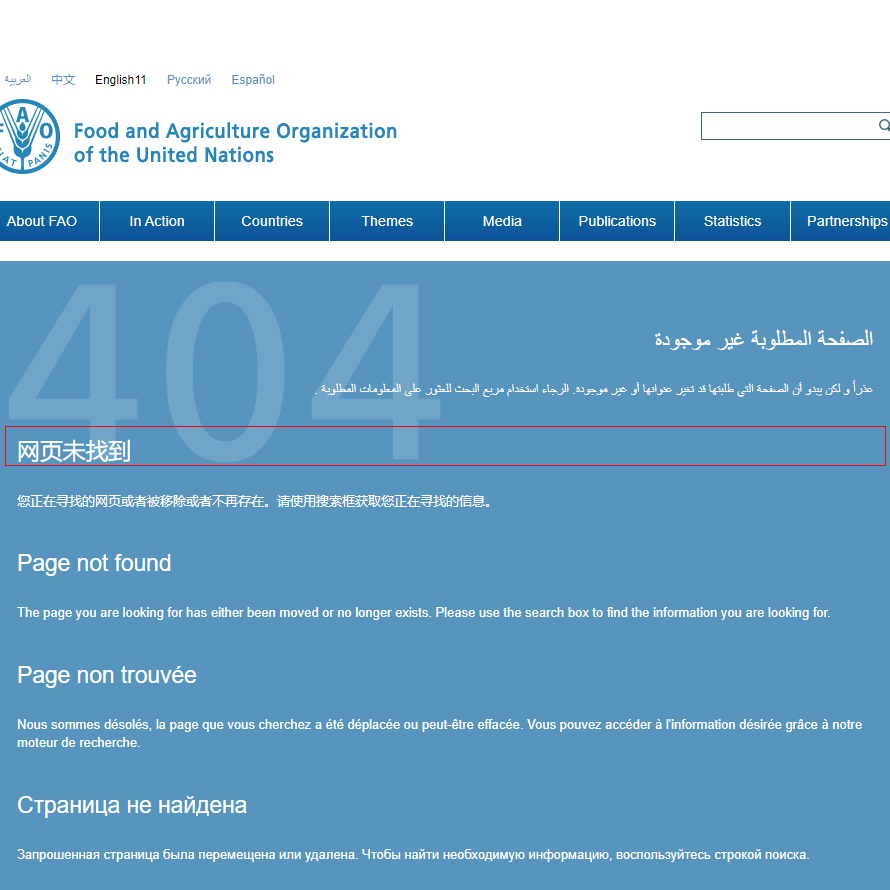 العربية 中文 English11 Русский Español
FAO
FIAT PANIS
Food and Agriculture Organization
of the United Nations
About FAO In Action Countries Themes Media Publications Statistics Partnerships
404
الصفحة المطلوبة غير موجودة
عذراً و لكن يبدو أن الصفحة التي طلبتها قد تغير عنوانها أو غير موجودة. الرجاء استخدام مربع البحث للعثور على المعلومات المطلوبة .
网页未找到
您正在寻找的网页或者被移除或者不再存在。请使用搜索框获取您正在寻找的信息。
Page not found
The page you are looking for has either been moved or no longer exists. Please use the search box to find the information you are looking for.
Page non trouvée
Nous sommes désolés, la page que vous cherchez a été déplacée ou peut-être effacée. Vous pouvez accéder à l'information désirée grâce à notre
moteur de recherche.
Страница не найдена
Запрошенная страница была перемещена или удалена. Чтобы найти необходимую информацию, воспользуйтесь строкой поиска.